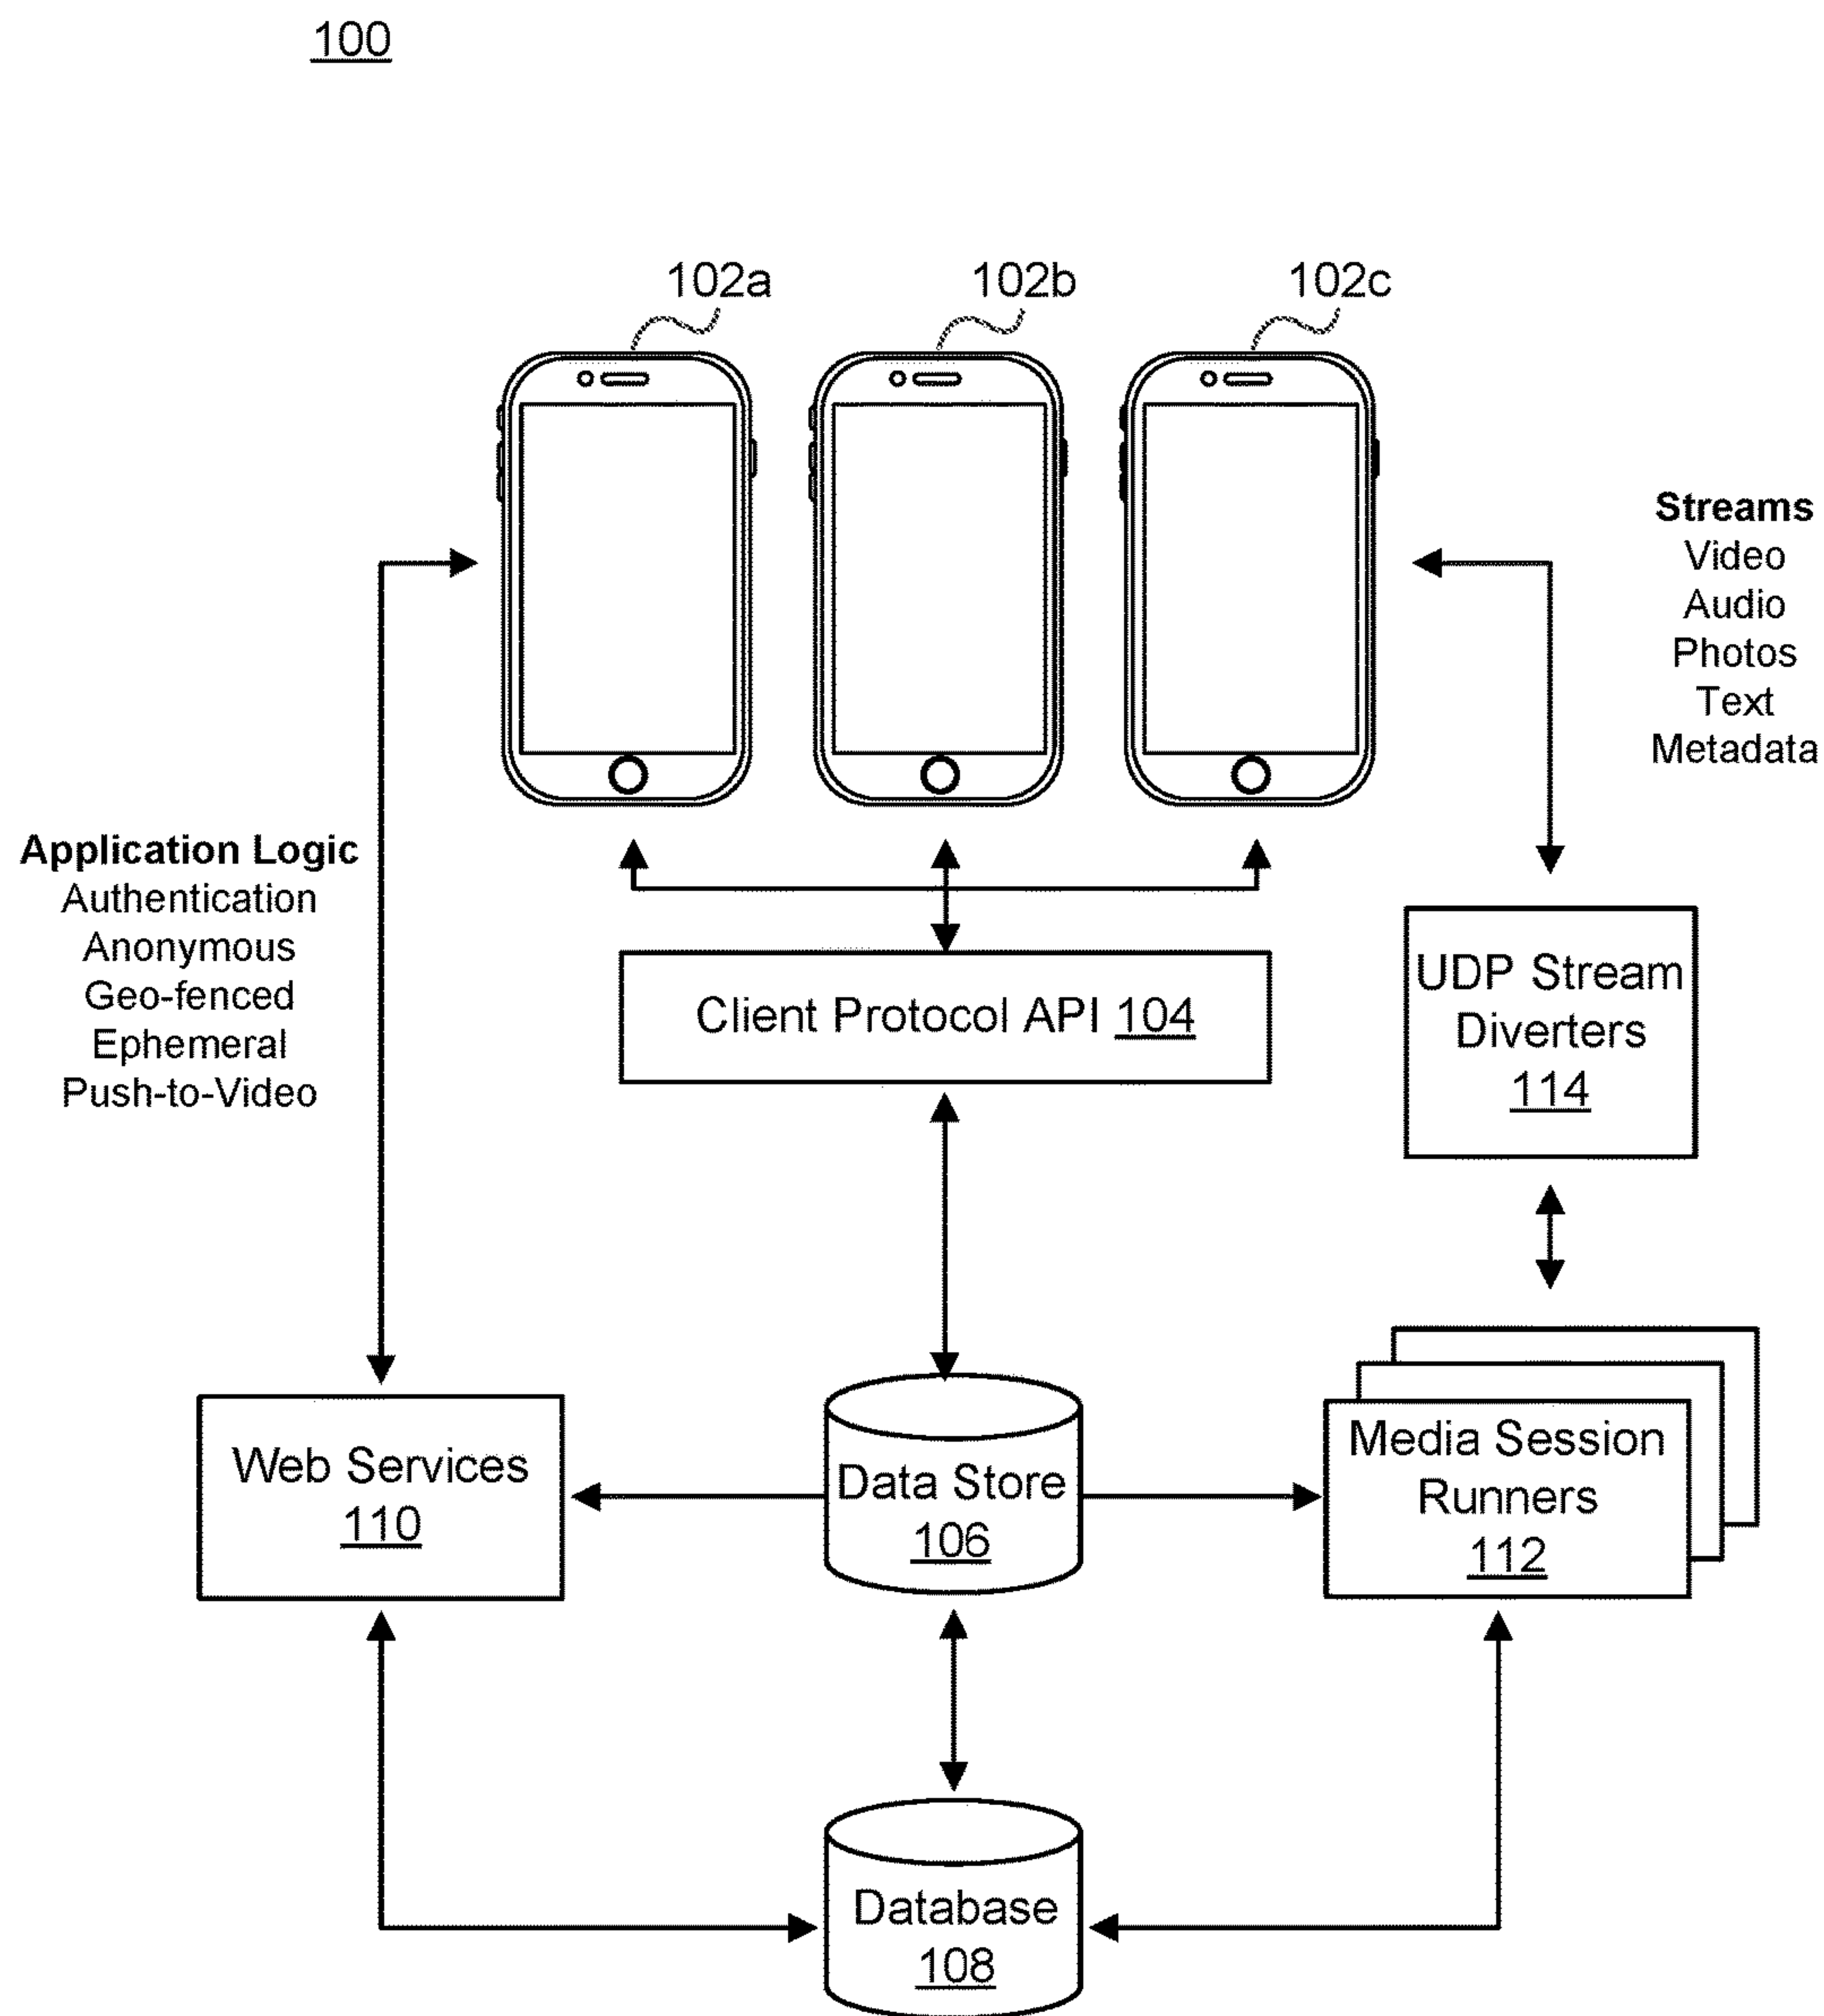 100
102a
102b
102c
Streams
Video
Audio
Photos
Text
Metadata
Application Logic
Authentication
Anonymous
Geo-fenced
Ephemeral
Push-to-Video
Client Protocol API 104
UDP Stream
Diverters
114
Web Services
110
Data Store
106
Media Session
Runners
112
Database
108